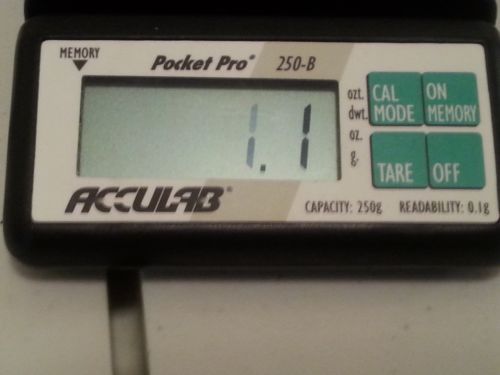 MEMORY
Pocket Pro® 250-B
1.1
ozt.
dwt.
oz.
g.
CAL MODE
ON MEMORY
TARE
OFF
ACCULAB®
CAPACITY: 250g READABILITY: 0.1g